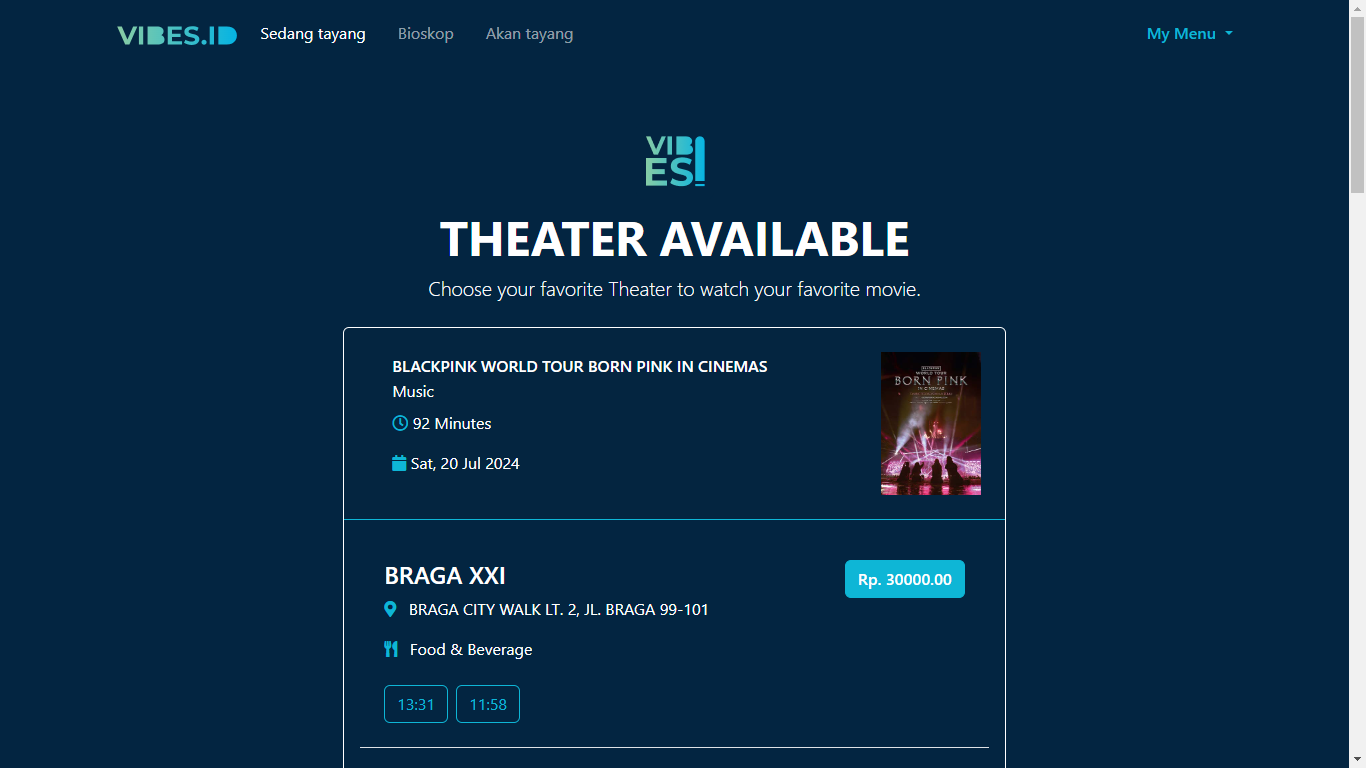 VIBES.ID
Sedang tayang
Bioskop
Akan tayang
My Menu
VIB
ES!
THEATER AVAILABLE
Choose your favorite Theater to watch your favorite movie.
BLACKPINK WORLD TOUR BORN PINK IN CINEMAS
Music
92 Minutes
Sat, 20 Jul 2024
WORLD TOUR
BORN PINK
IN CINEMAS
BRAGA XXI
Rp. 30000.00
BRAGA CITY WALK LT. 2, JL. BRAGA 99-101
Food & Beverage
13:31
11:58